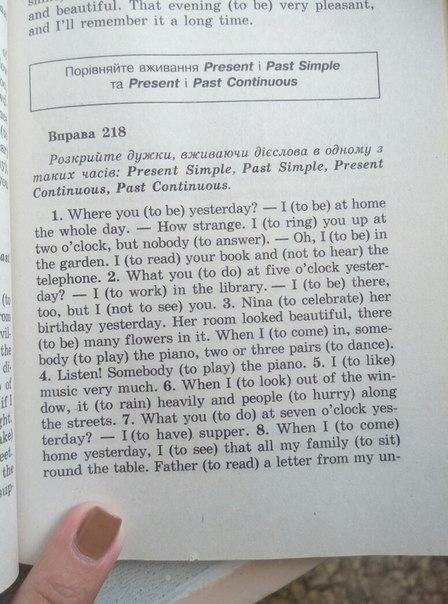 and beautiful. That evening (to be) very pleasant,
and I'll remember it a long time.
Порівняйте вживання Present і Past Simple
та Present і Past Continuous
Вправа 218
Розкрийте дужки, вживаючи дієслова в одному з
таких часів: Present Simple, Past Simple, Present
Continuous, Past Continuous.
1. Where you (to be) yesterday? — I (to be) at home
the whole day. — How strange. I (to ring) you up at
two o'clock, but nobody (to answer). — Oh, I (to be) in
the garden. I (to read) your book and (not to hear) the
telephone. 2. What you (to do) at five o'clock yester-
day? — I (to work) in the library. — I (to be) there,
too, but I (not to see) you. 3. Nina (to celebrate) her
birthday yesterday. Her room looked beautiful, there
(to be) many flowers in it. When I (to come) in, some-
body (to play) the piano, two or three pairs (to dance).
4. Listen! Somebody (to play) the piano. 5. I (to like)
music very much. 6. When I (to look) out of the win-
dow, it (to rain) heavily and people (to hurry) along
the streets. 7. What you (to do) at seven o'clock yes-
terday? — I (to have) supper. 8. When I (to come)
home yesterday, I (to see) that all my family (to sit)
round the table. Father (to read) a letter from my un-